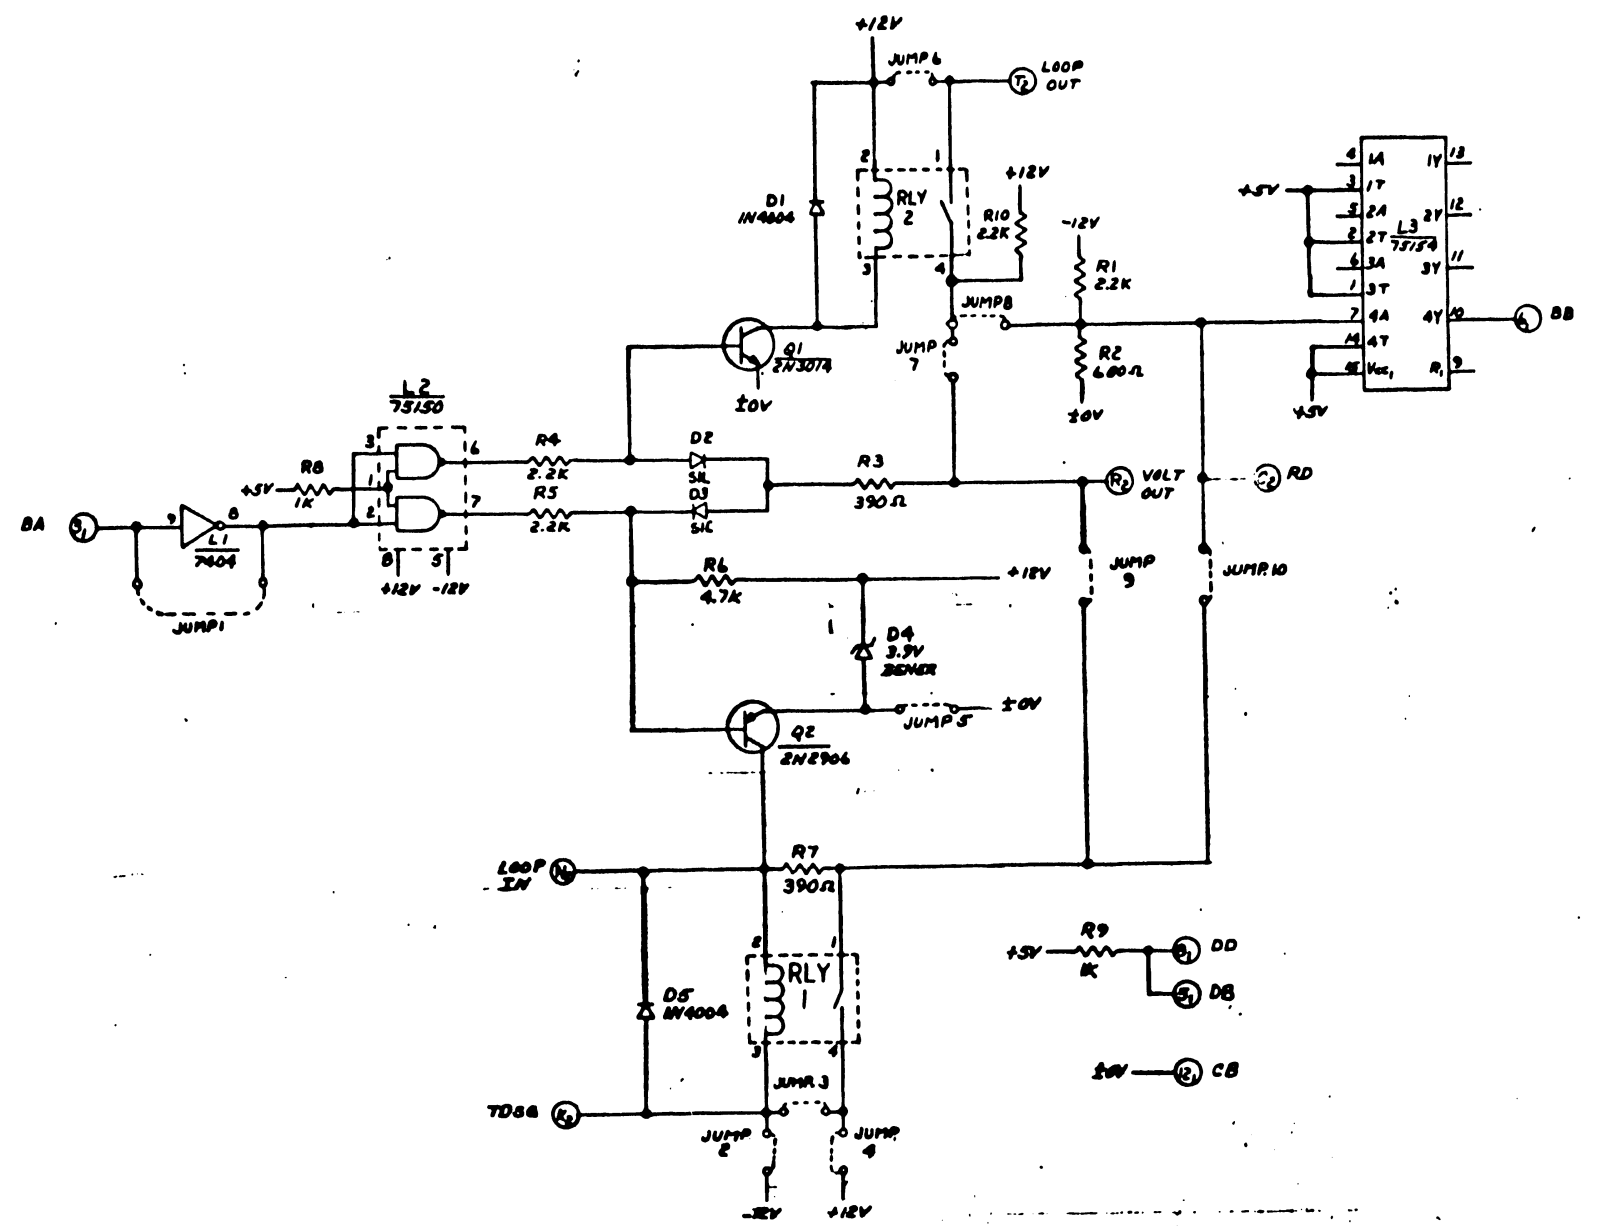 +12V
JUMP 6
T2 LOOP
OUT
2 1
+12V
D1
1N4004
RLY
2
R10
2.2K
-12V
3 4
R1
2.2K
JUMP 8
4 1A 1Y 13
+5V 3 1T
5 2A 2Y 12
2 2T L3
75154
6 3A 3Y 11
1 3T
7 4A 4Y 10 BB
14 4T
15 Vcc1 R1 9
+5V
Q1
2N3014
±0V
JUMP
7
R2
680Ω
±0V
L2
75150
3 6
R8
+5V 1
1K
2 7
R4
2.2K
R5
2.2K
D2
SIL
D3
SIC
R3
390Ω
R2 VOLT
OUT
RD
BA 9 8
L1
7404
8 5
+12V -12V
JUMP 1
R6
4.7K
+12V
JUMP
9
JUMP.10
D4
3.9V
ZENER
±0V
JUMP 5
Q2
2N2906
LOOP
IN
R7
390Ω
2 1
RLY
1
D5
1N4004
3 4
JUMP. 3
K2
JUMP.
2
JUMP.
4
-12V +12V
R9
+5V DD
1K
DB
±0V 121 CB